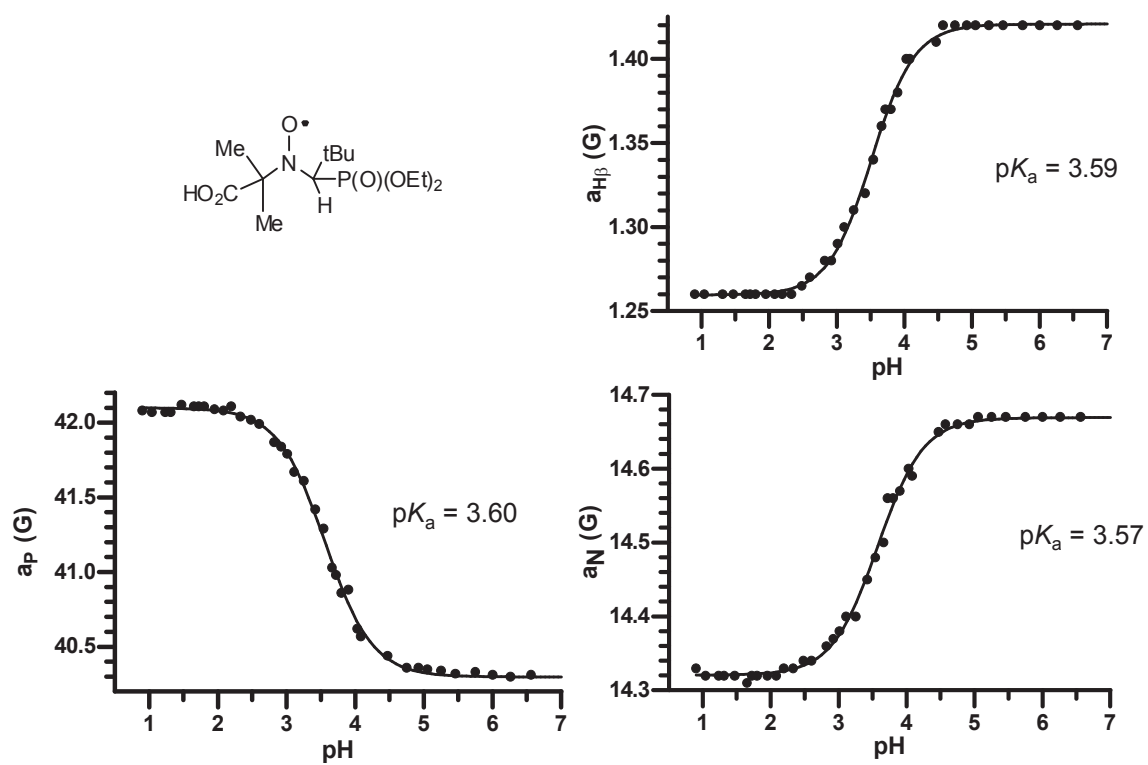 O•
Me
N
tBu
HO2C
P(O)(OEt)2
H
Me
aHβ (G)
1.40
1.35
1.30
1.25
pKa = 3.59
1 2 3 4 5 6 7
pH
aP (G)
42.0
41.5
41.0
40.5
pKa = 3.60
1 2 3 4 5 6 7
pH
aN (G)
14.7
14.6
14.5
14.4
14.3
pKa = 3.57
1 2 3 4 5 6 7
pH